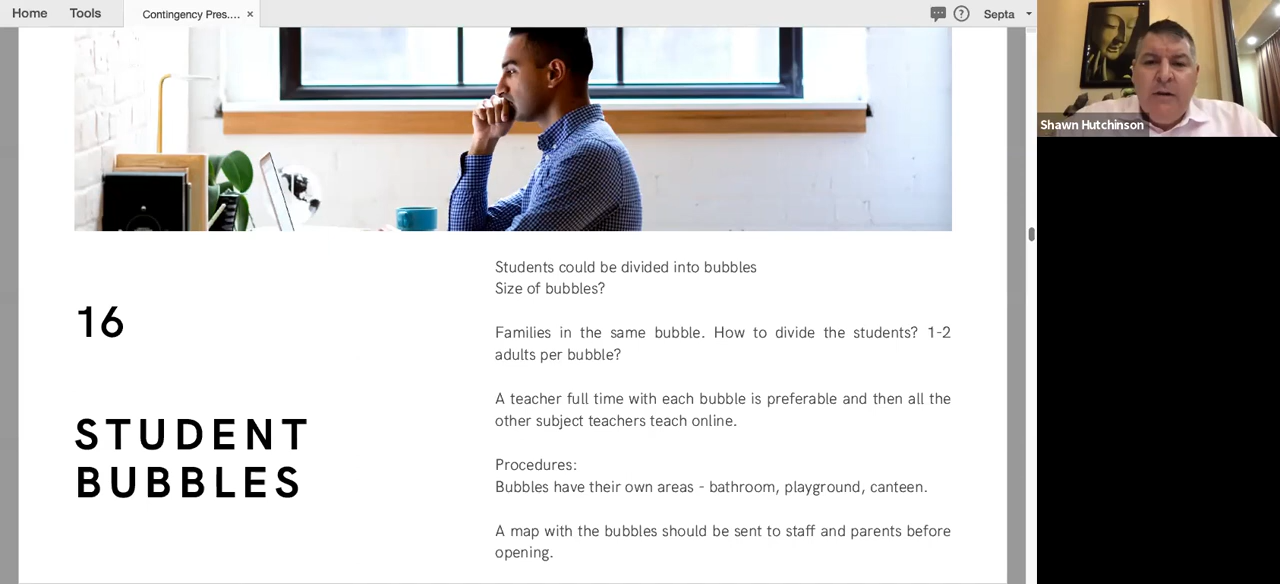 Home Tools Contingency Pres.... × Septa
Shawn Hutchinson
16
STUDENT
BUBBLES
Students could be divided into bubbles
Size of bubbles?
Families in the same bubble. How to divide the students? 1-2
adults per bubble?
A teacher full time with each bubble is preferable and then all the
other subject teachers teach online.
Procedures:
Bubbles have their own areas - bathroom, playground, canteen.
A map with the bubbles should be sent to staff and parents before
opening.